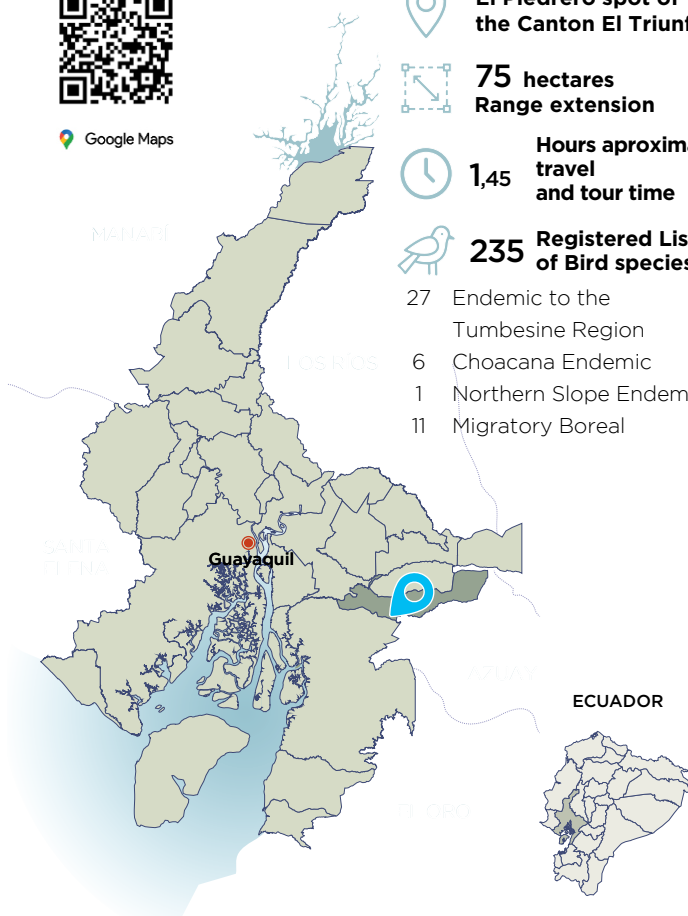 El Piedrero spot of
the Canton El Triunf
75 hectares
Range extension
Google Maps
Hours aproxima
1,45 travel
and tour time
235 Registered Lis
of Bird species
27 Endemic to the
Tumbesine Region
6 Choacana Endemic
1 Northern Slope Endem
11 Migratory Boreal
MANABÍ
LOS RÍOS
SANTA
ELENA
Guayaquil
AZUAY
ECUADOR
EL ORO